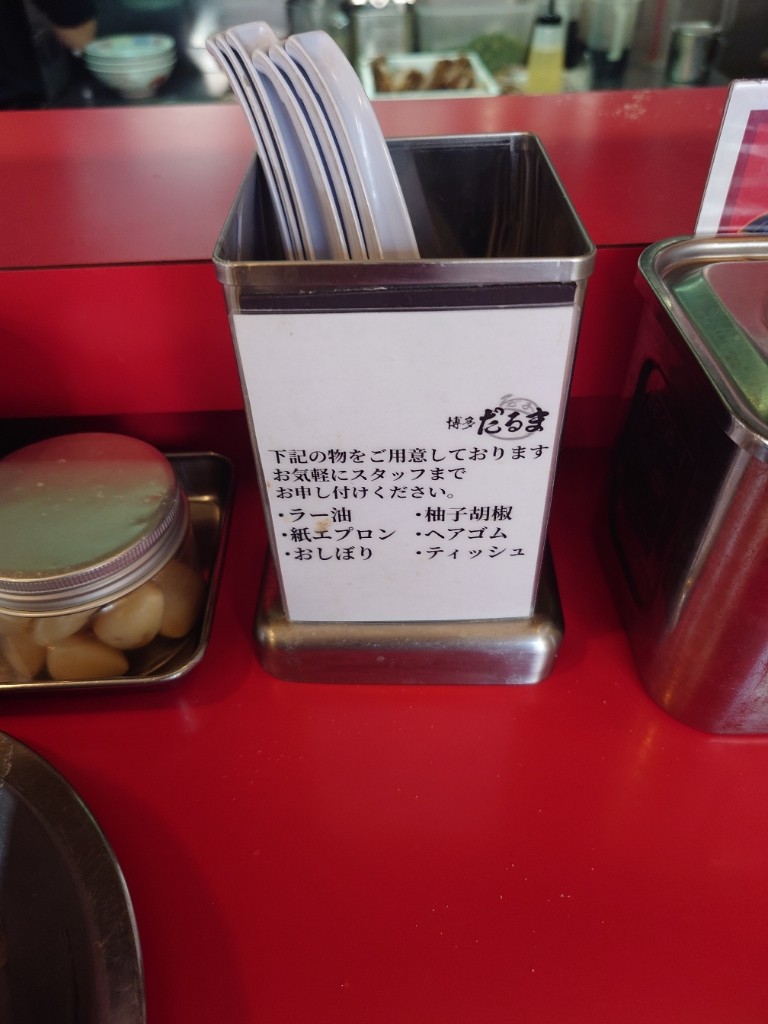 博多 だるま
下記の物をご用意しております
お気軽にスタッフまで
お申し付けください。
・ラー油 ・柚子胡椒
・紙エプロン ・ヘアゴム
・おしぼり ・ティッシュ